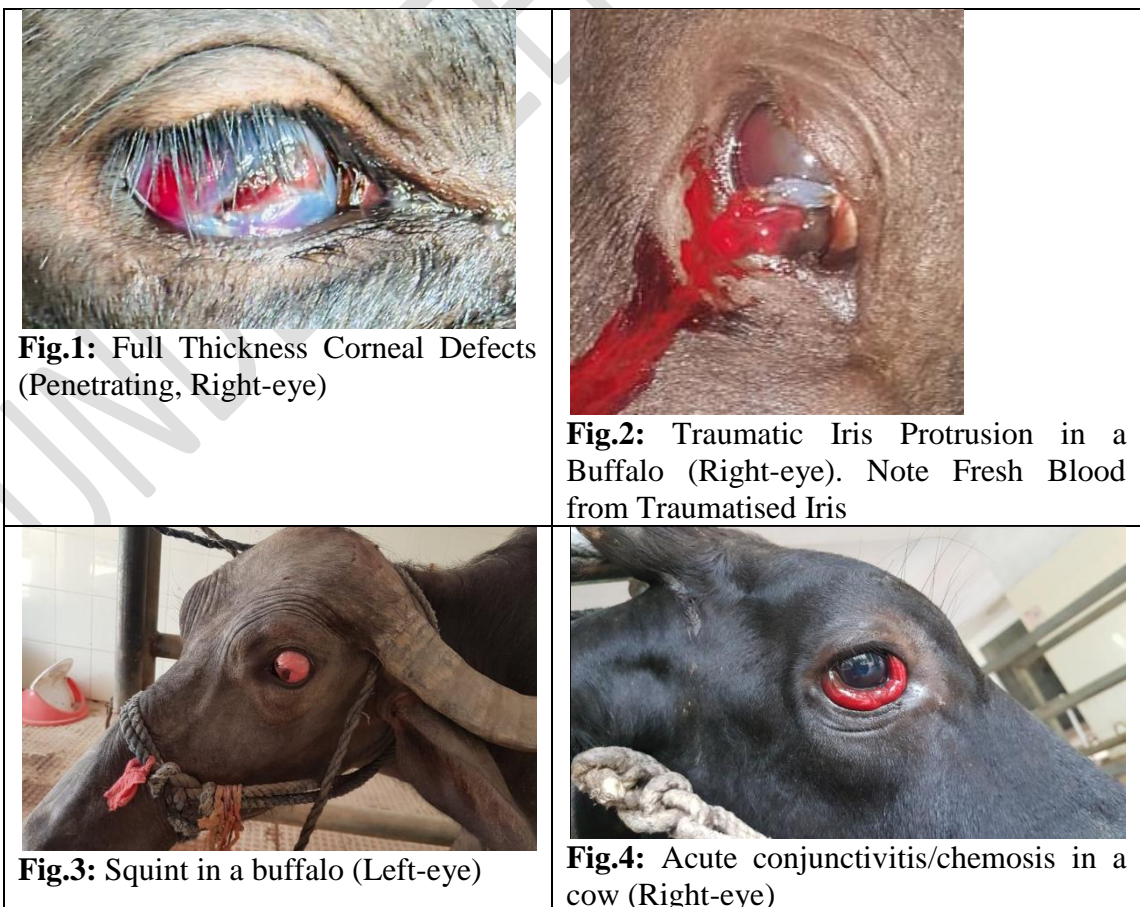 Fig.1: Full Thickness Corneal Defects
(Penetrating, Right-eye)
Fig.2: Traumatic Iris Protrusion in a
Buffalo (Right-eye). Note Fresh Blood
from Traumatised Iris
Fig.3: Squint in a buffalo (Left-eye)
Fig.4: Acute conjunctivitis/chemosis in a
cow (Right-eye)